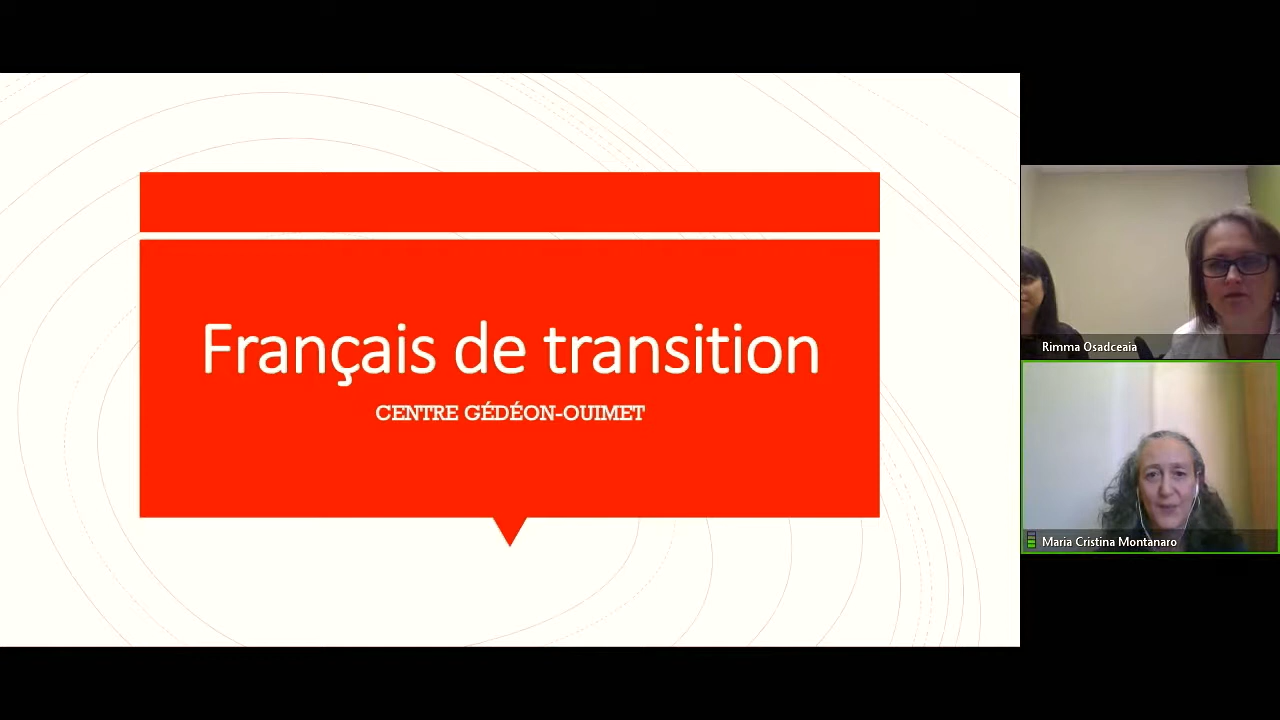 Français de transition
CENTRE GÉDÉON-OUIMET
Rimma Osadceaia
Maria Cristina Montanaro